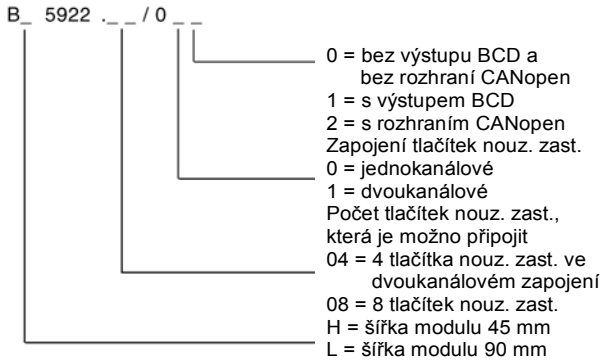 B_ 5922 ._ _ / 0 _ _
0 = bez výstupu BCD a
bez rozhraní CANopen
1 = s výstupem BCD
2 = s rozhraním CANopen
Zapojení tlačítek nouz. zast.
0 = jednokanálové
1 = dvoukanálové
Počet tlačítek nouz. zast.,
která je možno připojit
04 = 4 tlačítka nouz. zast. ve
dvoukanálovém zapojení
08 = 8 tlačítek nouz. zast.
H = šířka modulu 45 mm
L = šířka modulu 90 mm